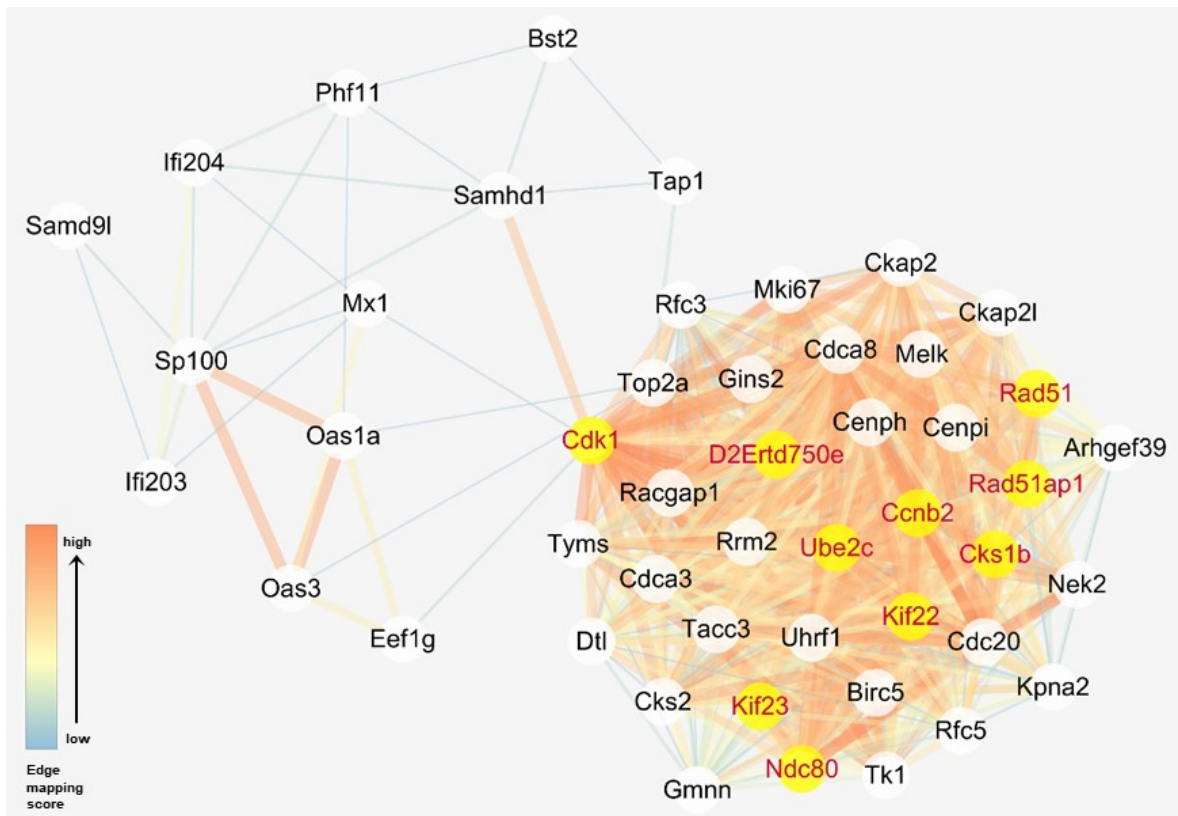 Bst2
Phf11
Ifi204
Samhd1
Tap1
Samd9l
Ckap2
Mki67
Rfc3
Mx1
Ckap2l
Cdca8
Melk
Sp100
Top2a
Gins2
Rad51
Cenph
Cenpi
Oas1a
Cdk1
D2Ertd750e
Arhgef39
Ifi203
Racgap1
Rad51ap1
Ccnb2
high
Tyms
Rrm2
Ube2c
Cks1b
Oas3
Cdca3
Nek2
Eef1g
Dtl
Tacc3
Uhrf1
Kif22
Cdc20
Cks2
Kif23
Birc5
Kpna2
Rfc5
low
Ndc80
Tk1
Gmnn
Edge
mapping
score